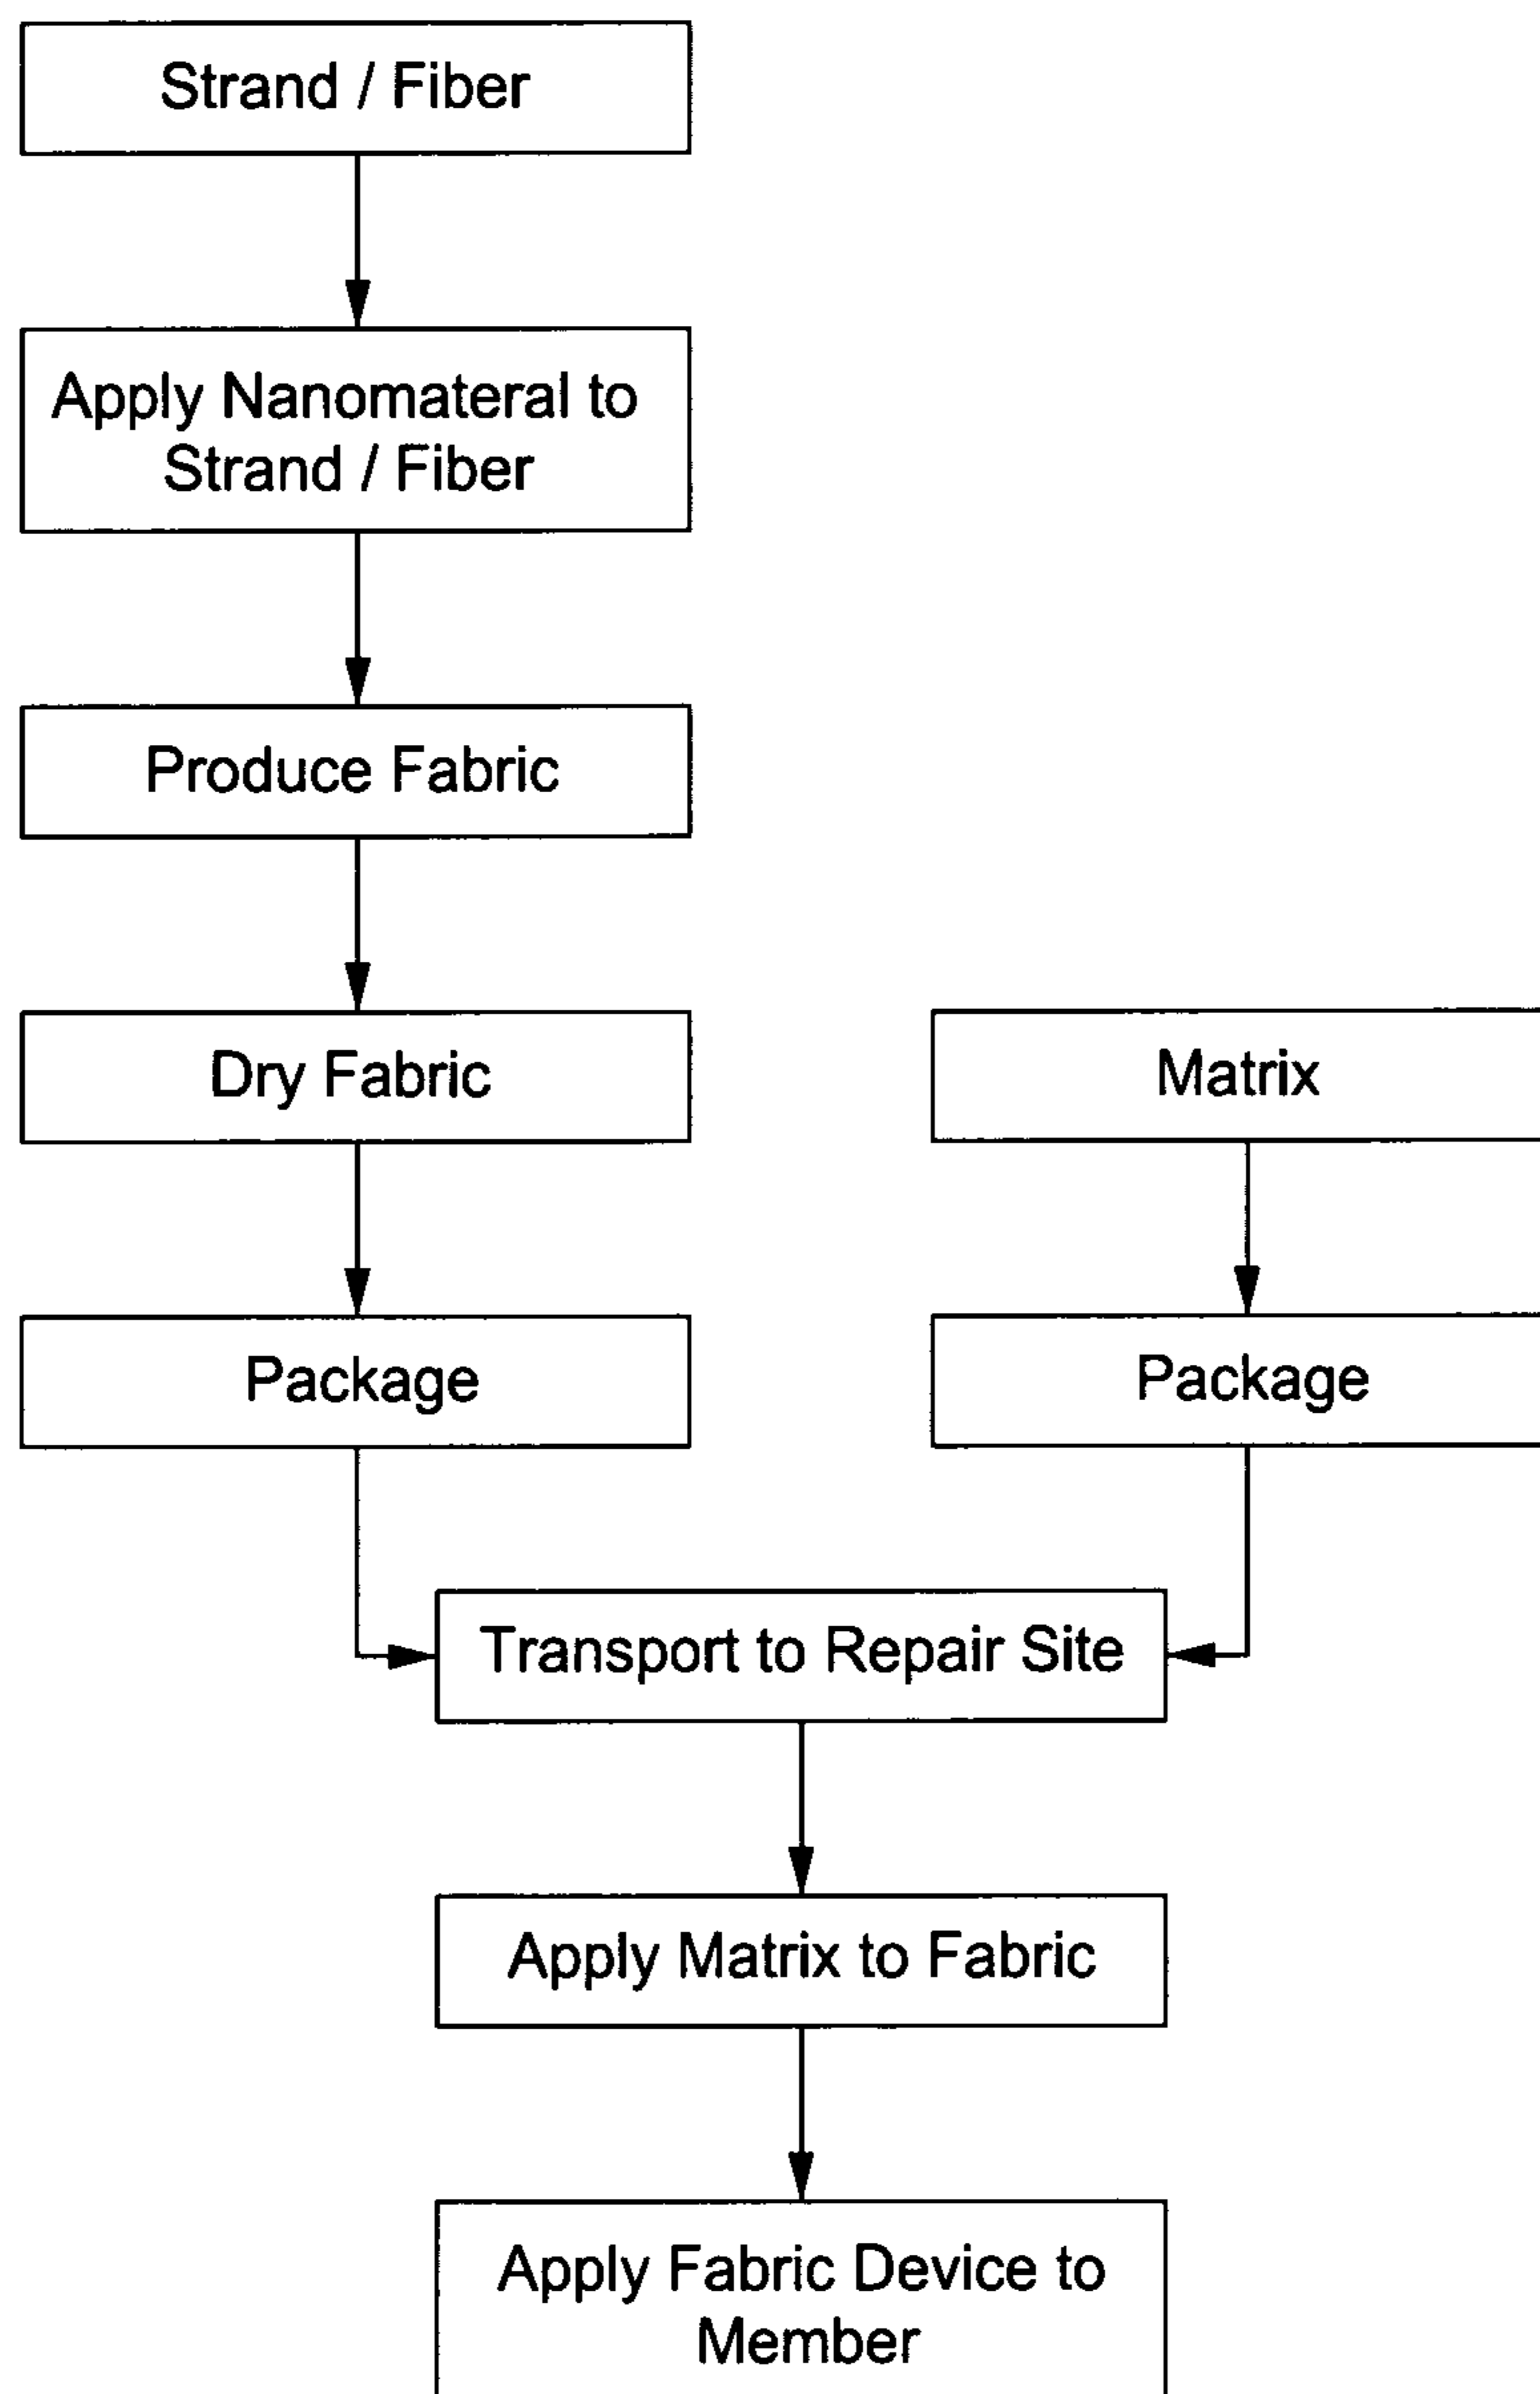 Strand / Fiber
Apply Nanomateral to
Strand / Fiber
Produce Fabric
Dry Fabric
Matrix
Package
Package
Transport to Repair Site
Apply Matrix to Fabric
Apply Fabric Device to
Member